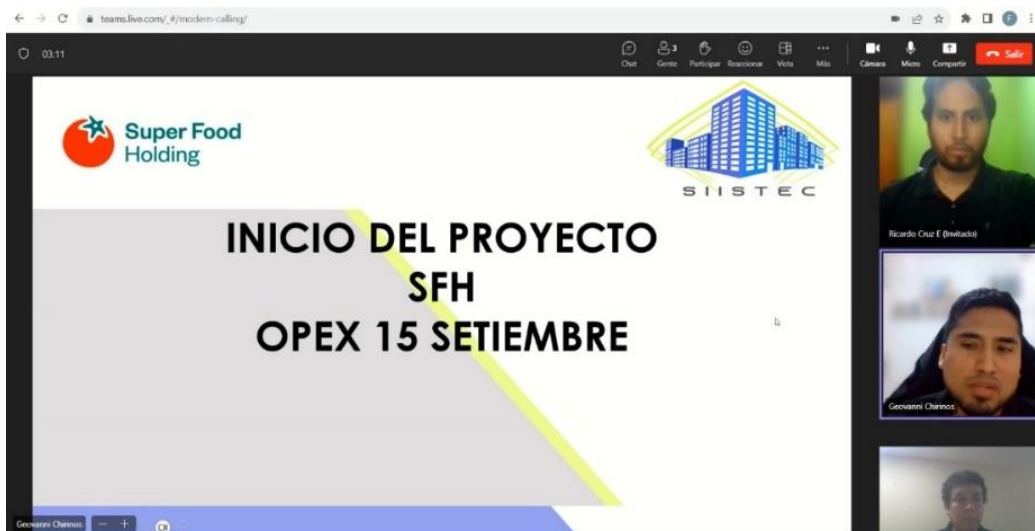 teams.live.com/_#/modern-calling/
03:11
3
Chat
Gente
Participar
Reaccionar
Vista
Más
Cámara
Micro
Compartir
Salir
Super Food
Holding
SIISTEC
INICIO DEL PROYECTO
SFH
OPEX 15 SETIEMBRE
Ricardo Cruz E (Invitado)
Geovanni Chirinos
Geovanni Chirinos